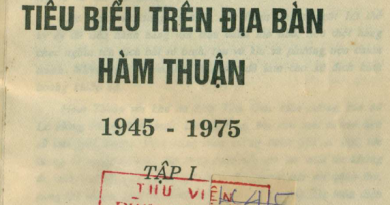 TIÊU BIỂU TRÊN ĐỊA BÀN
HÀM THUẬN
1945 - 1975
TẬP I
THƯ VIỆN